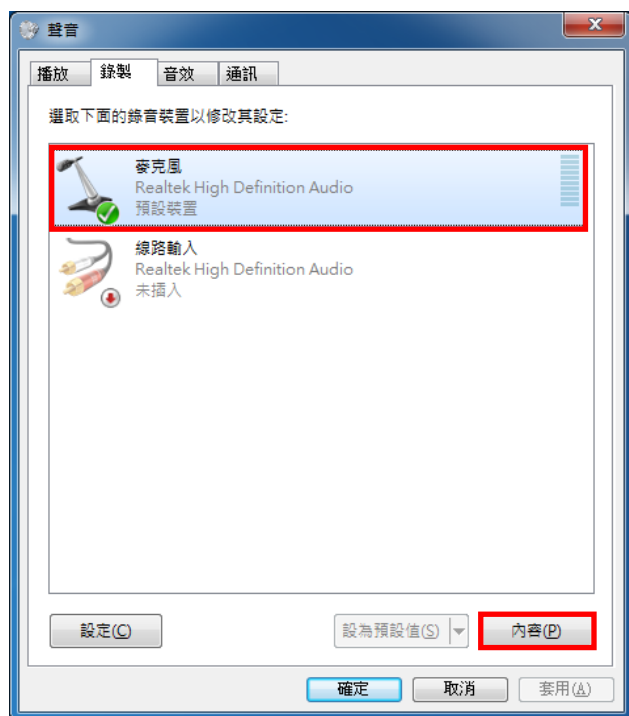 聲音
播放 錄製 音效 通訊
選取下面的錄音裝置以修改其設定:
麥克風
Realtek High Definition Audio
預設裝置
線路輸入
Realtek High Definition Audio
未插入
設定(C) 設為預設值(S) 內容(P)
確定 取消 套用(A)